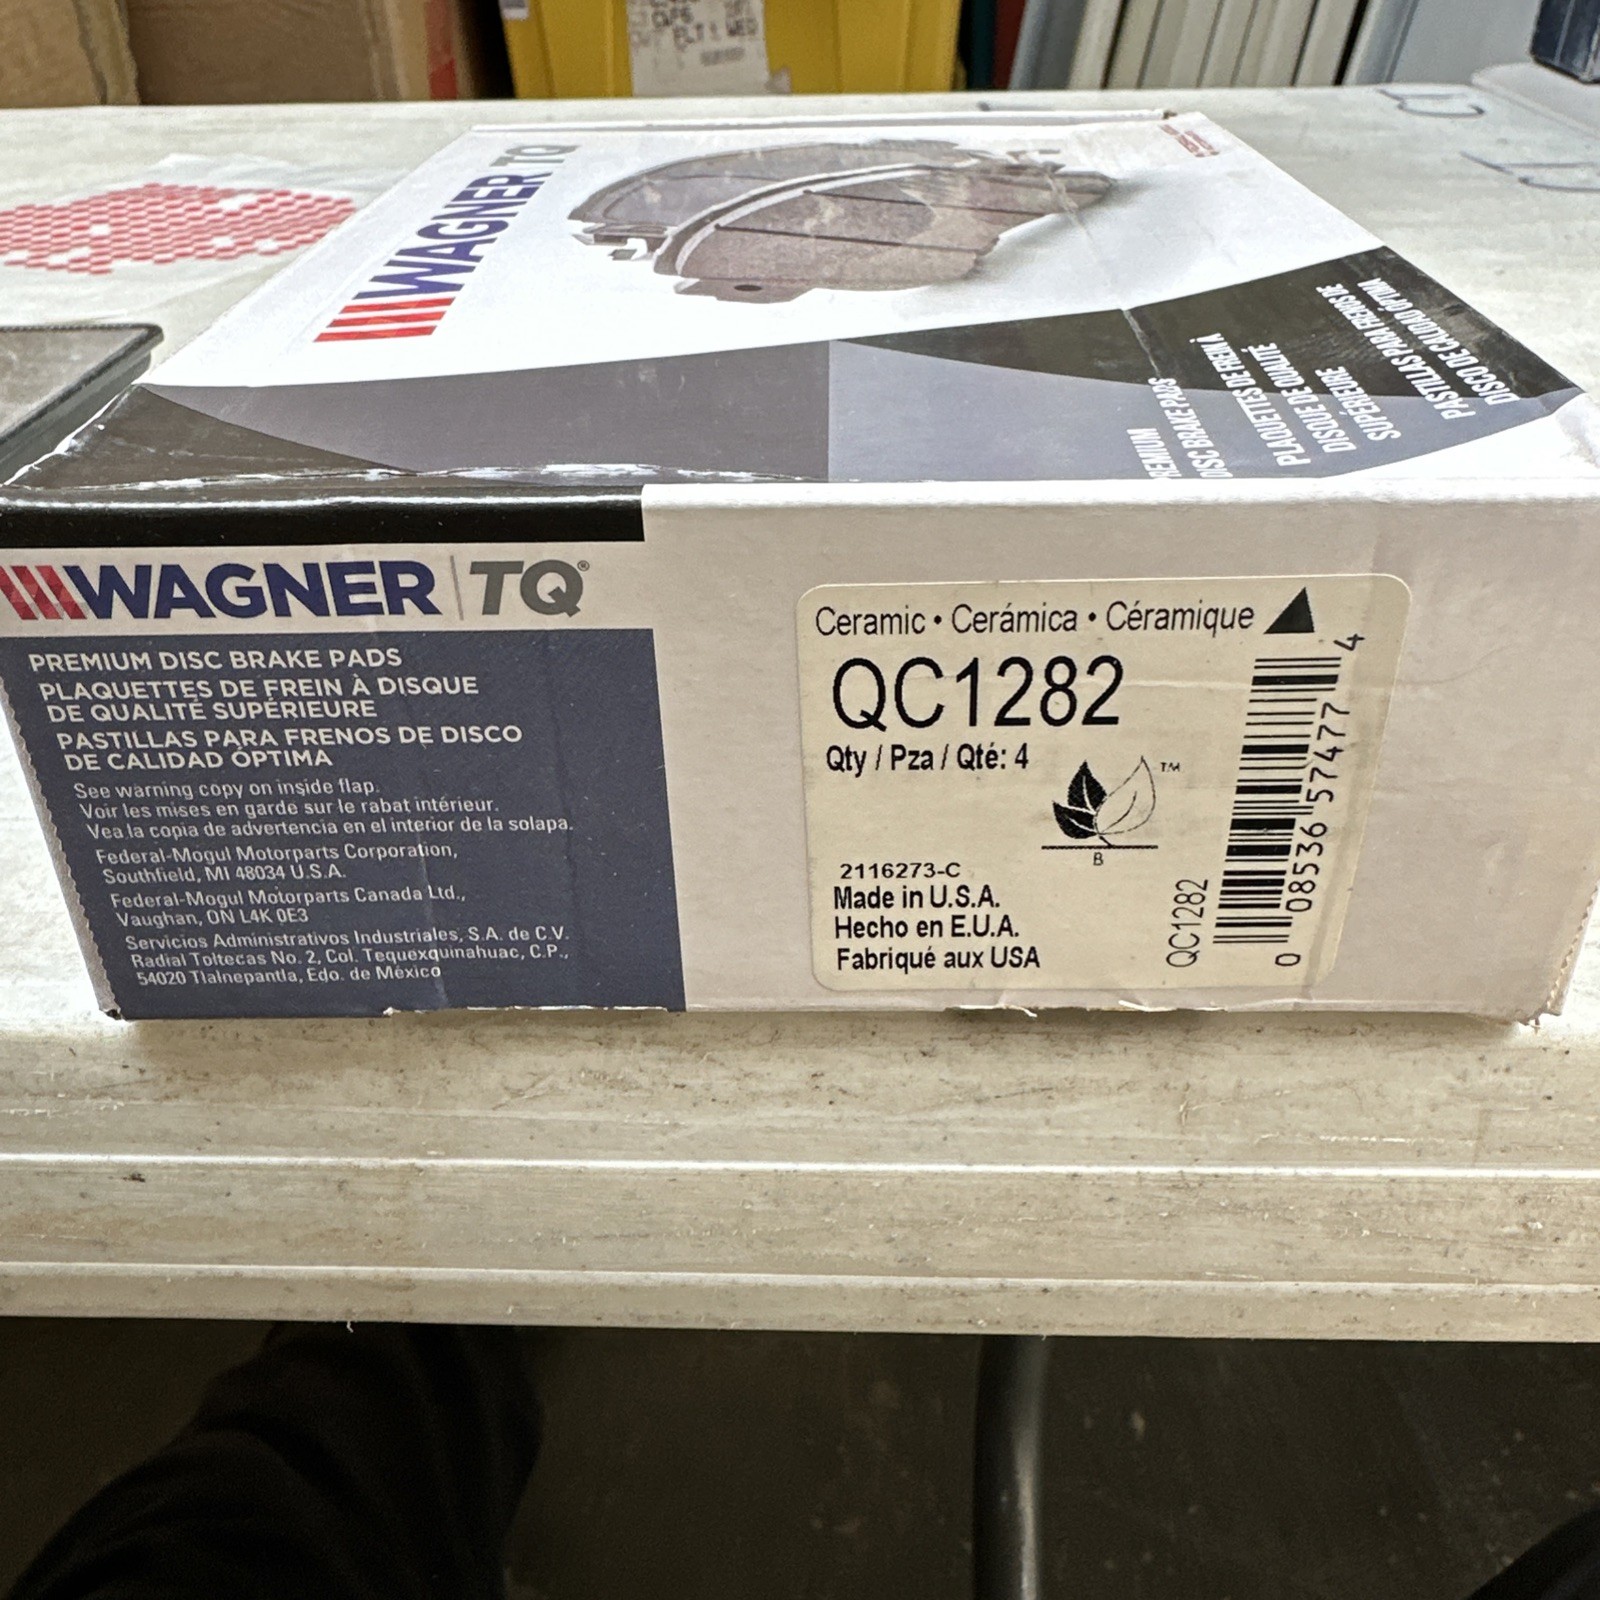 WAGNER TQ
PREMIUM
DISC BRAKE PADS
PLAQUETTES DE FREIN À
DISQUE DE QUALITÉ
SUPÉRIEURE
PASTILLAS PARA FRENOS DE
DISCO DE CALIDAD ÓPTIMA
WAGNER TQ®
PREMIUM DISC BRAKE PADS
PLAQUETTES DE FREIN À DISQUE
DE QUALITÉ SUPÉRIEURE
PASTILLAS PARA FRENOS DE DISCO
DE CALIDAD ÓPTIMA
See warning copy on inside flap.
Voir les mises en garde sur le rabat intérieur.
Vea la copia de advertencia en el interior de la solapa.
Federal-Mogul Motorparts Corporation,
Southfield, MI 48034 U.S.A.
Federal-Mogul Motorparts Canada Ltd.,
Vaughan, ON L4K 0E3
Servicios Administrativos Industriales, S.A. de C.V.
Radial Toltecas No. 2, Col. Tequexquinahuac, C.P.,
54020 Tlalnepantla, Edo. de México
Ceramic • Cerámica • Céramique
QC1282
Qty / Pza / Qté: 4
TM
B
2116273-C
Made in U.S.A.
Hecho en E.U.A.
Fabriqué aux USA
QC1282
0 08536 57477 4